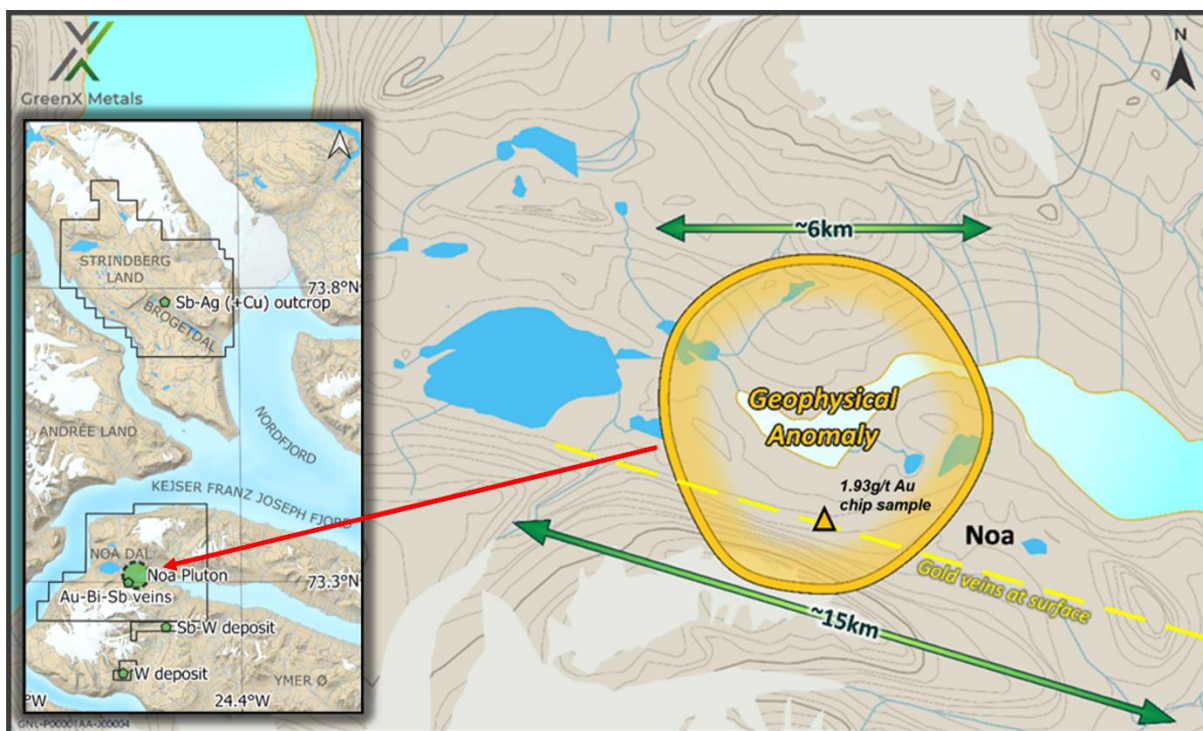 GreenX Metals
N
STRINDBERG
LAND
73.8°N
Sb-Ag (+Cu) outcrop
BROGETDAL
ANDRÉE LAND
NORDFJORD
KEJSER FRANZ JOSEPH FJORD
NOA DAL
Noa Pluton
73.3°N
Au-Bi-Sb veins
Sb-W deposit
W deposit
YMER Ø
°W
24.4°W
~6km
Geophysical
Anomaly
1.93g/t Au
chip sample
Noa
Gold veins at surface
~15km